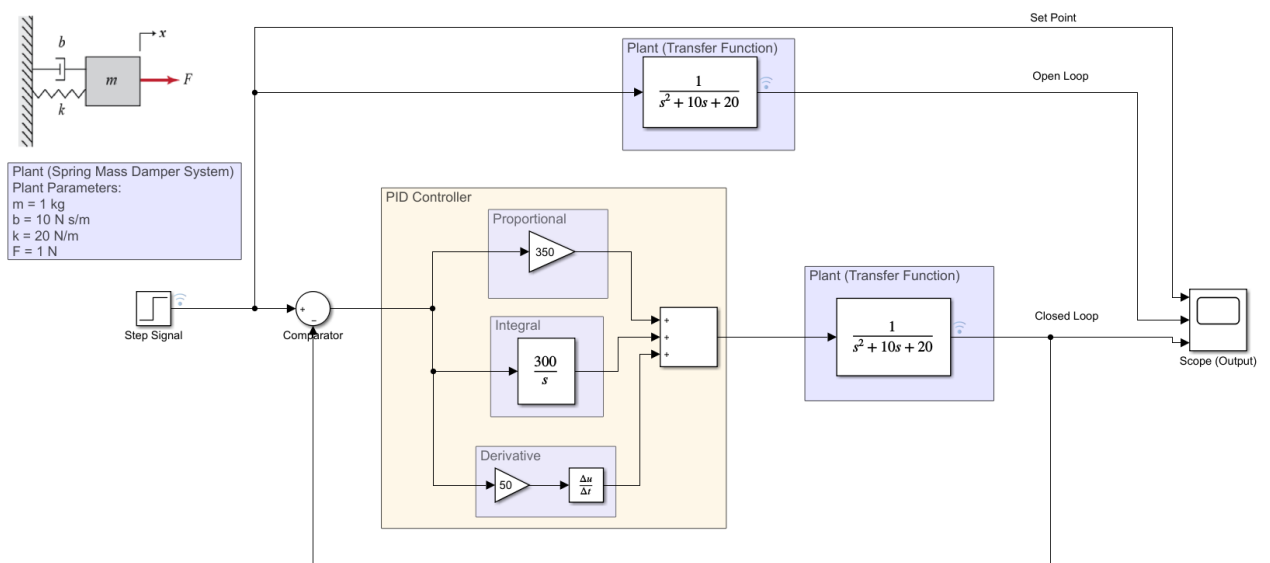 Set Point
b
x
m
F
k
Plant (Transfer Function)
1
s² + 10s + 20
Open Loop
Plant (Spring Mass Damper System)
Plant Parameters:
m = 1 kg
b = 10 N s/m
k = 20 N/m
F = 1 N
PID Controller
Proportional
350
Step Signal
+
−
Comparator
Integral
300
s
Derivative
50
Δu
Δt
+
+
+
Plant (Transfer Function)
1
s² + 10s + 20
Closed Loop
Scope (Output)